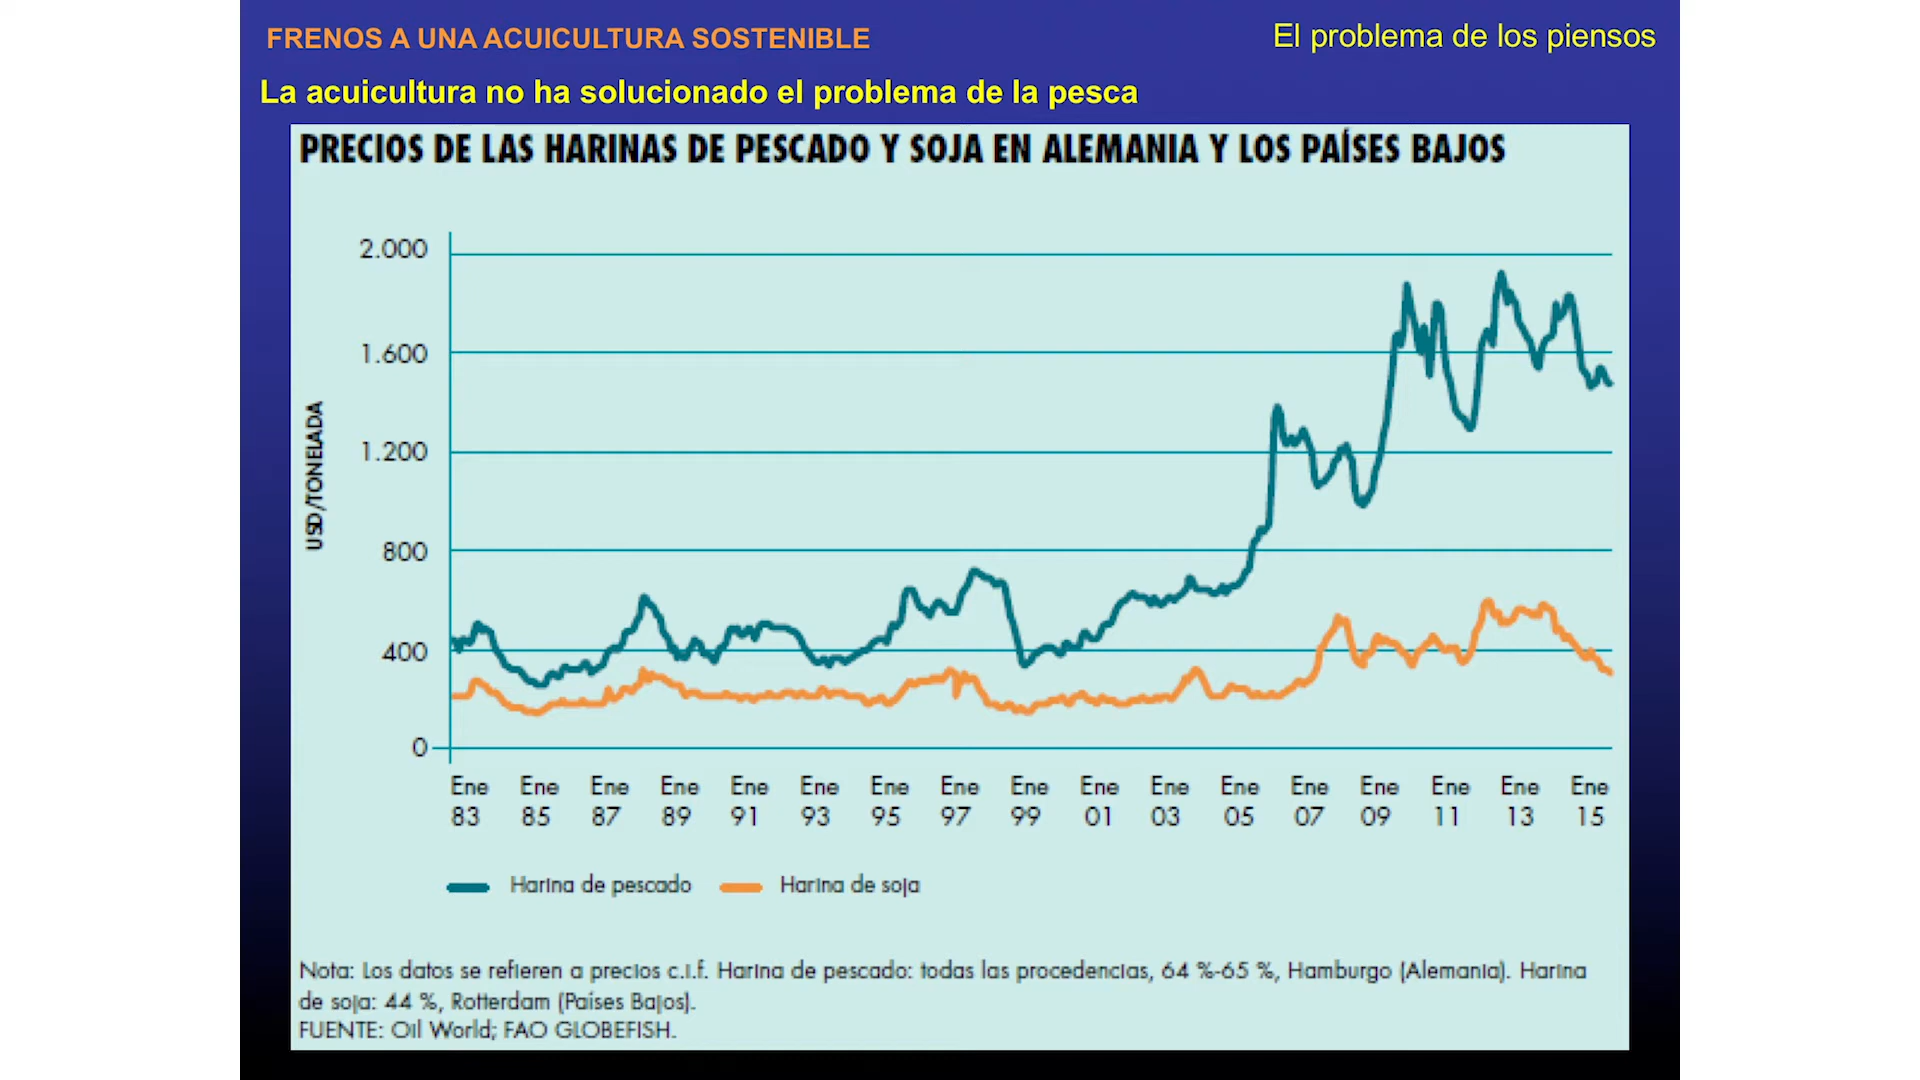 FRENOS A UNA ACUICULTURA SOSTENIBLE
El problema de los piensos
La acuicultura no ha solucionado el problema de la pesca
PRECIOS DE LAS HARINAS DE PESCADO Y SOJA EN ALEMANIA Y LOS PAÍSES BAJOS
USD/TONELADA
2.000
1.600
1.200
800
400
0
Ene Ene Ene Ene Ene Ene Ene Ene Ene Ene Ene Ene Ene Ene Ene Ene Ene
83 85 87 89 91 93 95 97 99 01 03 05 07 09 11 13 15
Harina de pescado Harina de soja
Nota: Los datos se refieren a precios c.i.f. Harina de pescado: todas las procedencias, 64 %-65 %, Hamburgo (Alemania). Harina
de soja: 44 %, Rotterdam (Países Bajos).
FUENTE: Oil World; FAO GLOBEFISH.